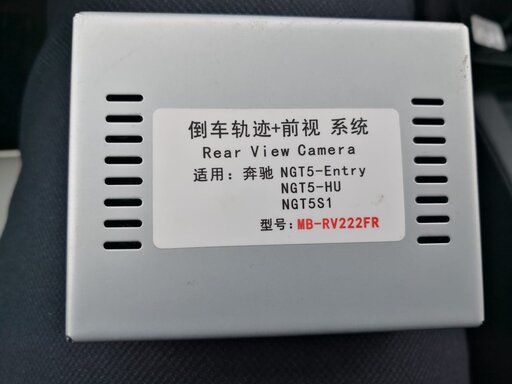 倒车轨迹+前视 系统
Rear View Camera
适用: 奔驰 NGT5-Entry
NGT5-HU
NGT5S1
型号: MB-RV222FR